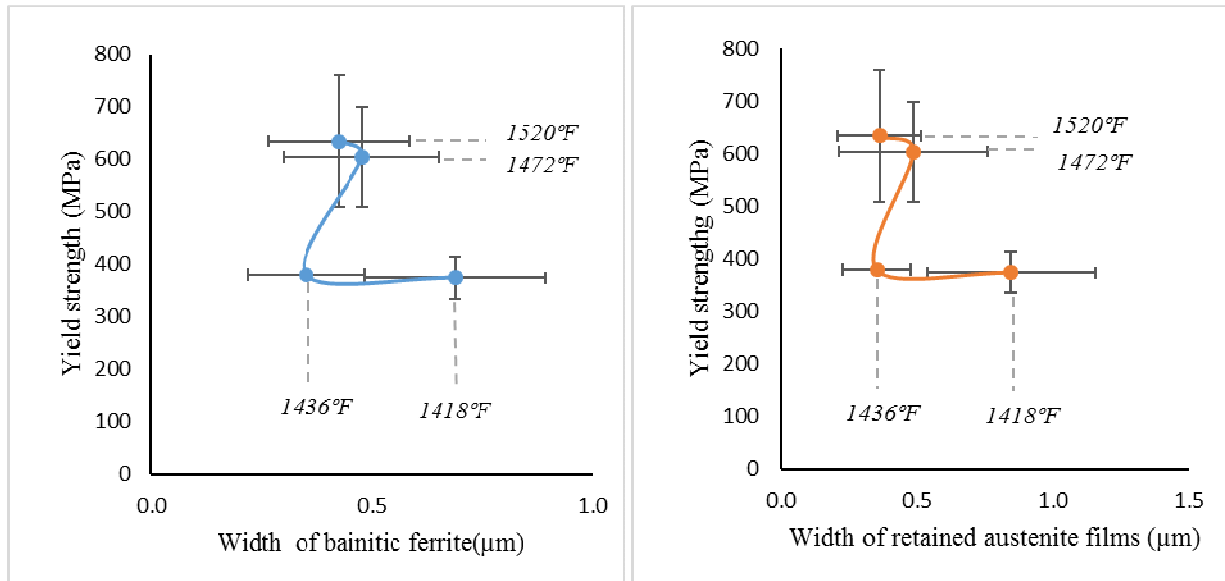 800
700
600
500
400
300
200
100
0
Yield strength (MPa)
1520°F
1472°F
1436°F
1418°F
0.0
0.5
1.0
Width of bainitic ferrite(μm)
800
700
600
500
400
300
200
100
0
Yield strengthg (MPa)
1520°F
1472°F
1436°F
1418°F
0.0
0.5
1.0
1.5
Width of retained austenite films (μm)